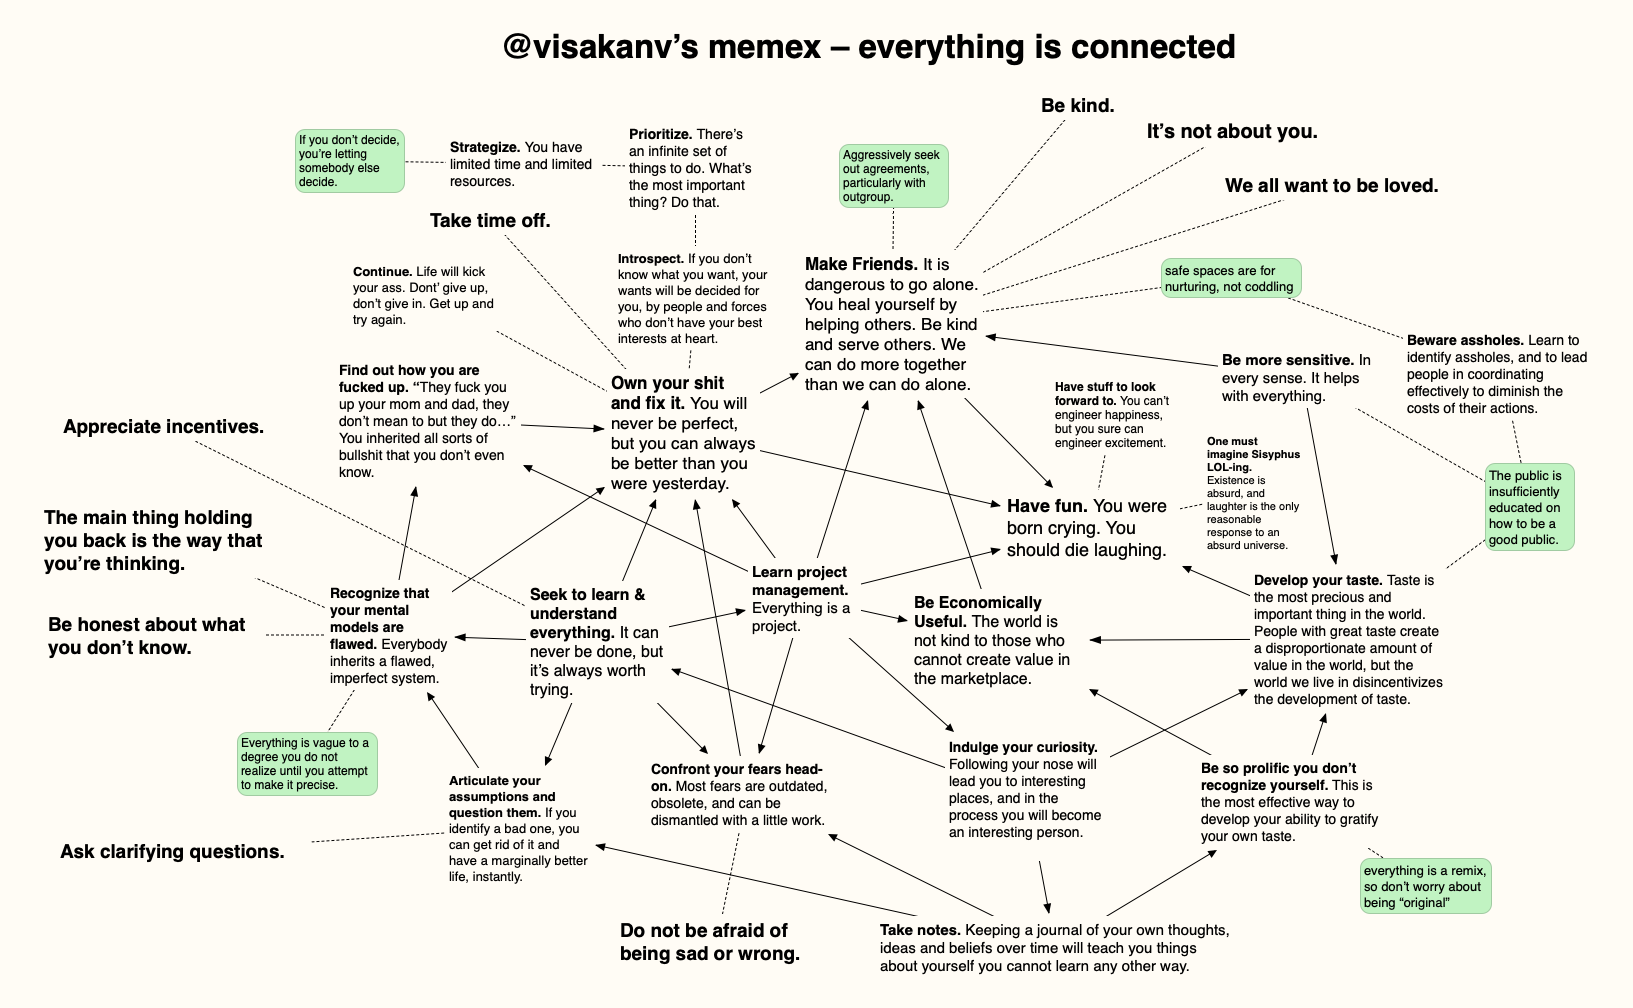 @visakanv's memex – everything is connected
Be kind.
It's not about you.
We all want to be loved.
If you don't decide,
you're letting
somebody else
decide.
Strategize. You have
limited time and limited
resources.
Prioritize. There's
an infinite set of
things to do. What's
the most important
thing? Do that.
Aggressively seek
out agreements,
particularly with
outgroup.
Take time off.
Continue. Life will kick
your ass. Dont' give up,
don't give in. Get up and
try again.
Introspect. If you don't
know what you want, your
wants will be decided for
you, by people and forces
who don't have your best
interests at heart.
Make Friends. It is
dangerous to go alone.
You heal yourself by
helping others. Be kind
and serve others. We
can do more together
than we can do alone.
safe spaces are for
nurturing, not coddling
Beware assholes. Learn to
identify assholes, and to lead
people in coordinating
effectively to diminish the
costs of their actions.
Be more sensitive. In
every sense. It helps
with everything.
Find out how you are
fucked up. “They fuck you
up your mom and dad, they
don't mean to but they do…”
You inherited all sorts of
bullshit that you don't even
know.
Own your shit
and fix it. You will
never be perfect,
but you can always
be better than you
were yesterday.
Have stuff to look
forward to. You can't
engineer happiness,
but you sure can
engineer excitement.
One must
imagine Sisyphus
LOL-ing.
Existence is
absurd, and
laughter is the only
reasonable
response to an
absurd universe.
Appreciate incentives.
The public is
insufficiently
educated on
how to be a
good public.
Have fun. You were
born crying. You
should die laughing.
The main thing holding
you back is the way that
you're thinking.
Be honest about what
you don't know.
Recognize that
your mental
models are
flawed. Everybody
inherits a flawed,
imperfect system.
Seek to learn &
understand
everything. It can
never be done, but
it's always worth
trying.
Learn project
management.
Everything is a
project.
Be Economically
Useful. The world is
not kind to those who
cannot create value in
the marketplace.
Develop your taste. Taste is
the most precious and
important thing in the world.
People with great taste create
a disproportionate amount of
value in the world, but the
world we live in disincentivizes
the development of taste.
Everything is vague to a
degree you do not
realize until you attempt
to make it precise.
Articulate your
assumptions and
question them. If you
identify a bad one, you
can get rid of it and
have a marginally better
life, instantly.
Confront your fears head-
on. Most fears are outdated,
obsolete, and can be
dismantled with a little work.
Indulge your curiosity.
Following your nose will
lead you to interesting
places, and in the
process you will become
an interesting person.
Be so prolific you don't
recognize yourself. This is
the most effective way to
develop your ability to gratify
your own taste.
Ask clarifying questions.
everything is a remix,
so don't worry about
being “original”
Do not be afraid of
being sad or wrong.
Take notes. Keeping a journal of your own thoughts,
ideas and beliefs over time will teach you things
about yourself you cannot learn any other way.